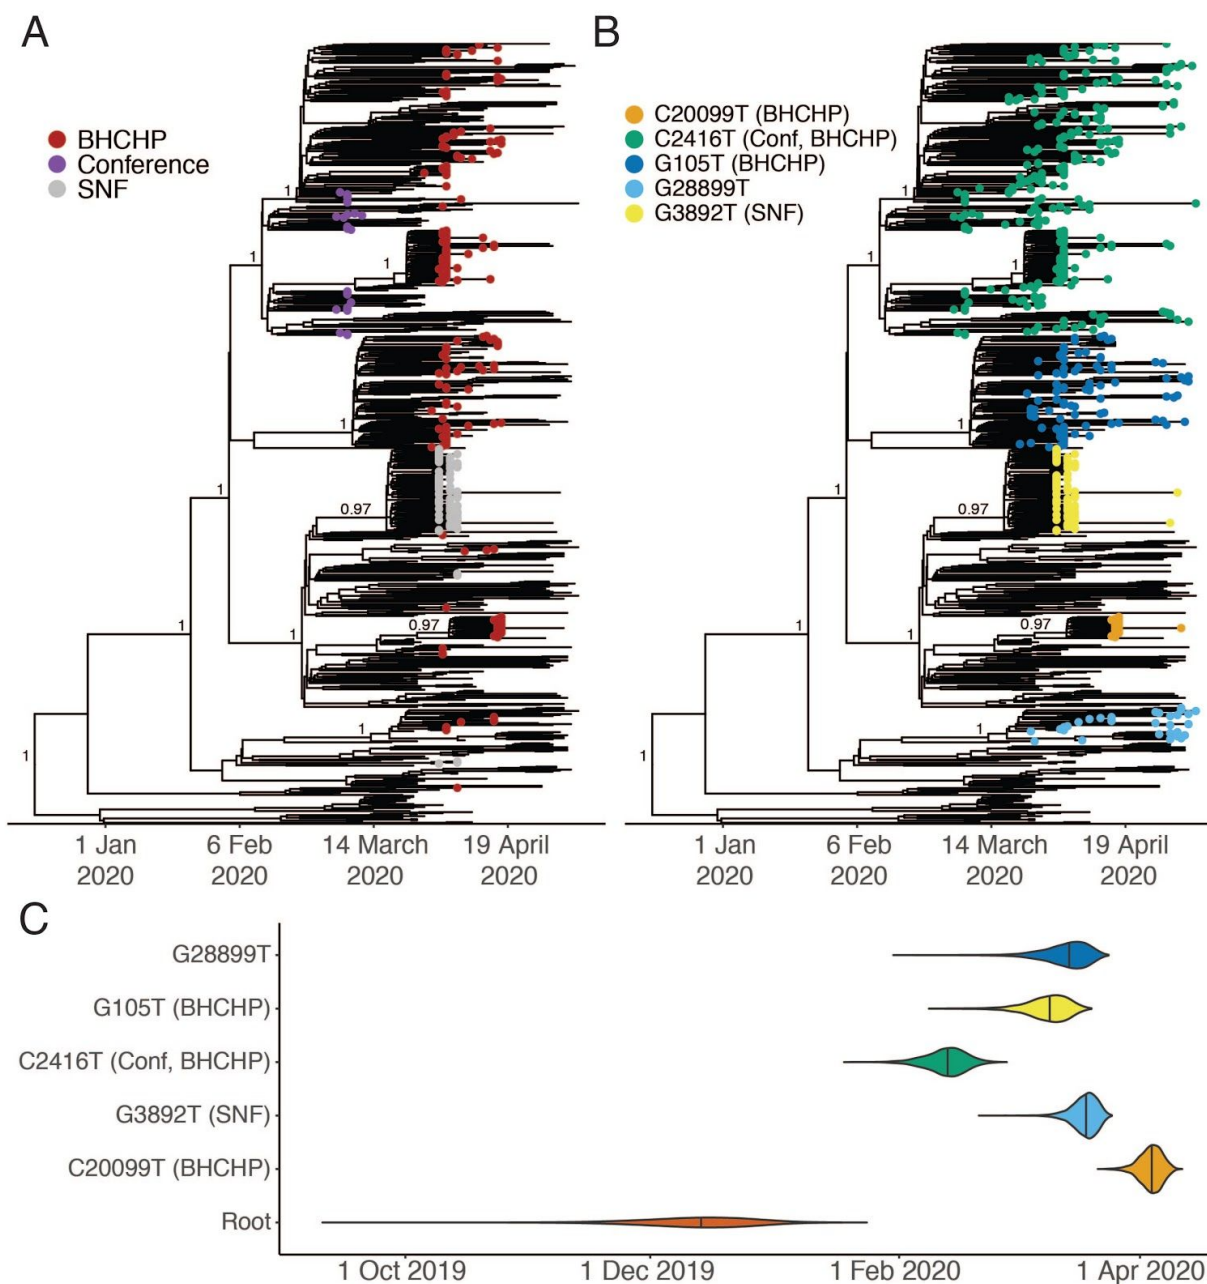 A
BHCHP
Conference
SNF
1
1
1
1
1
0.97
1
0.97
1
1
1
1 Jan
2020
6 Feb
2020
14 March
2020
19 April
2020
B
C20099T (BHCHP)
C2416T (Conf, BHCHP)
G105T (BHCHP)
G28899T
G3892T (SNF)
1
1
1
1
1
0.97
1
0.97
1
1
1
1 Jan
2020
6 Feb
2020
14 March
2020
19 April
2020
C
G28899T
G105T (BHCHP)
C2416T (Conf, BHCHP)
G3892T (SNF)
C20099T (BHCHP)
Root
1 Oct 2019
1 Dec 2019
1 Feb 2020
1 Apr 2020